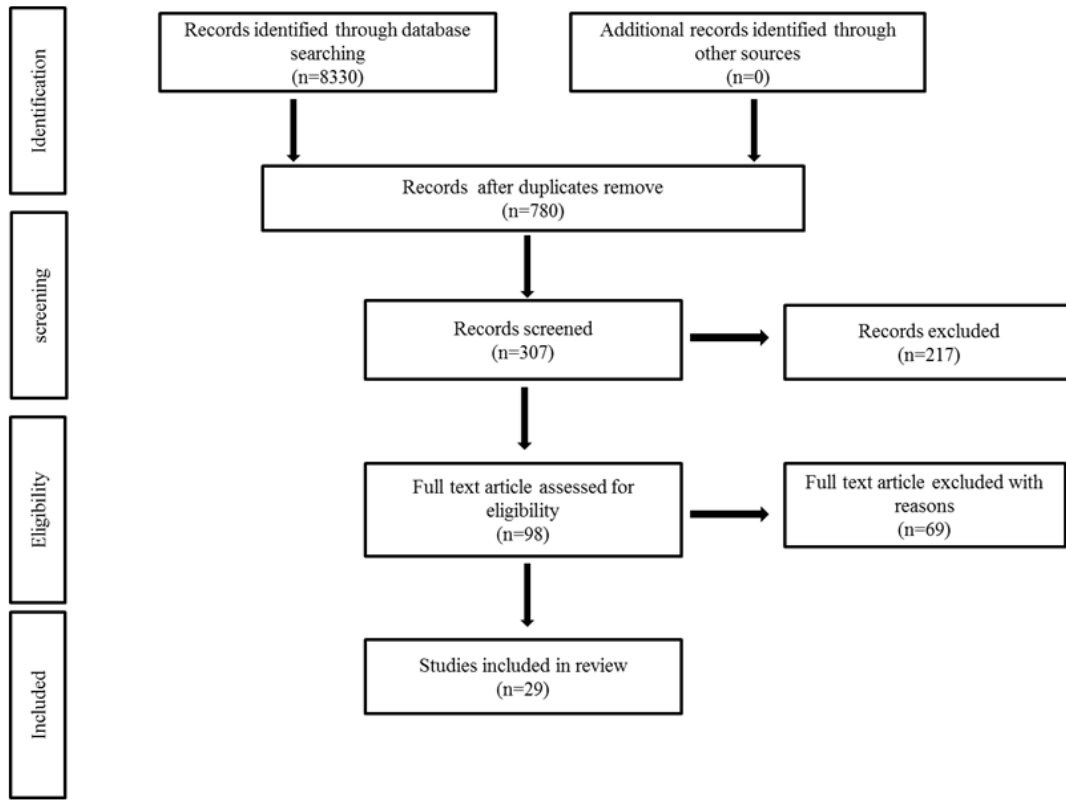 Identification
Records identified through database
searching
(n=8330)
Additional records identified through
other sources
(n=0)
Records after duplicates remove
(n=780)
screening
Records screened
(n=307)
Records excluded
(n=217)
Eligibility
Full text article assessed for
eligibility
(n=98)
Full text article excluded with
reasons
(n=69)
Included
Studies included in review
(n=29)